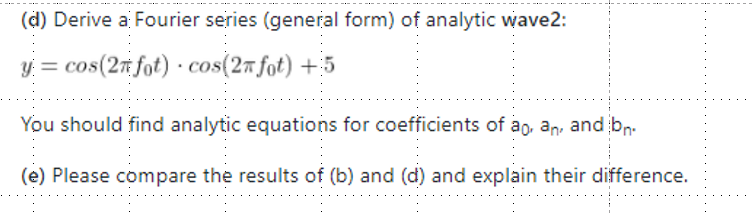 (d) Derive a Fourier series (general form) of analytic wave2:
y = cos(2πf₀t) · cos(2πf₀t) + 5
You should find analytic equations for coefficients of a₀, aₙ, and bₙ.
(e) Please compare the results of (b) and (d) and explain their difference.